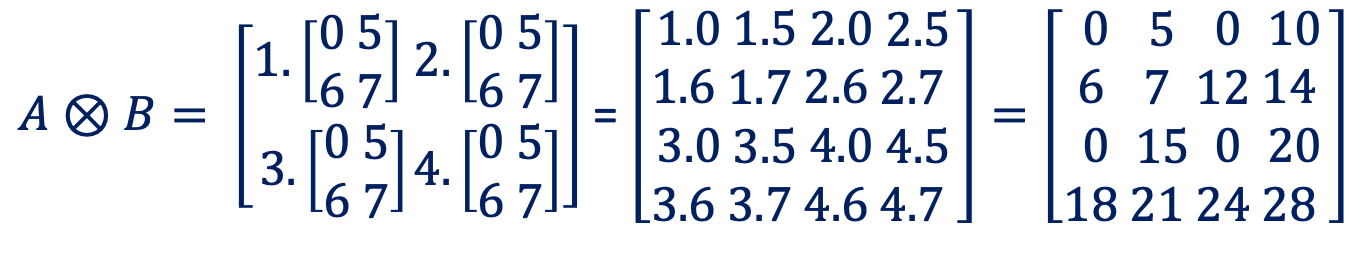 A ⊗ B = [1. [0 5 2. [0 5 = [1.0 1.5 2.0 2.5 = [0 5 0 10
6 7] 6 7] 1.6 1.7 2.6 2.7 6 7 12 14
3. [0 5 4. [0 5 3.0 3.5 4.0 4.5 0 15 0 20
6 7] 6 7]] 3.6 3.7 4.6 4.7] 18 21 24 28]